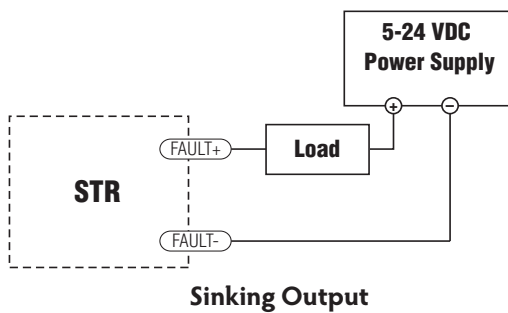 5-24 VDC
Power Supply
+
−
FAULT+
Load
STR
FAULT-
Sinking Output